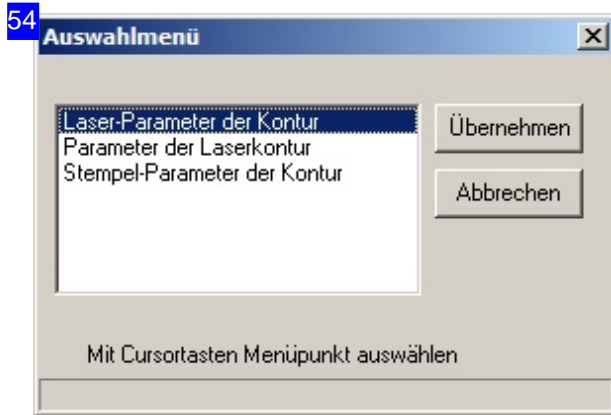 54
Auswahlmenü
Laser-Parameter der Kontur
Parameter der Laserkontur
Stempel-Parameter der Kontur
Übernehmen
Abbrechen
Mit Cursortasten Menüpunkt auswählen